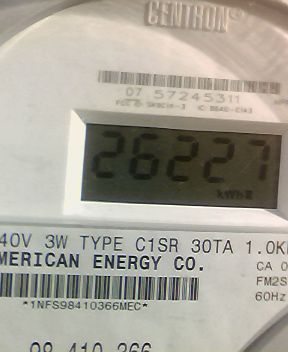 CENTRON®
07 57245311
26227
kWh
40V 3W TYPE C1SR 30TA 1.0K
MERICAN ENERGY CO.
CA 0
FM2S
60Hz
*1NFS98410366MEC*
98 410 366